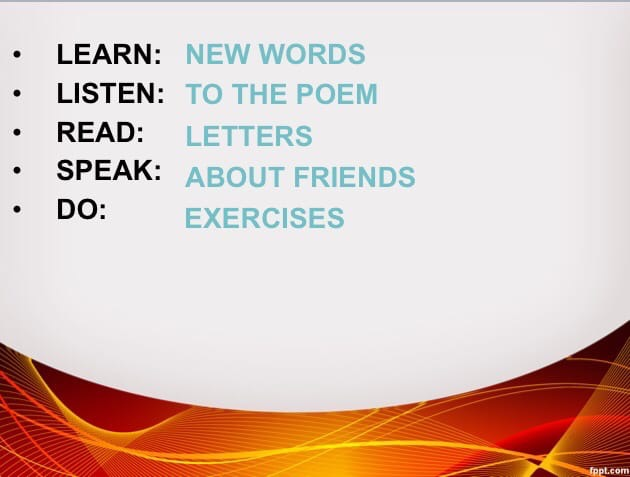 • LEARN: NEW WORDS
• LISTEN: TO THE POEM
• READ: LETTERS
• SPEAK: ABOUT FRIENDS
• DO: EXERCISES
fppt.com